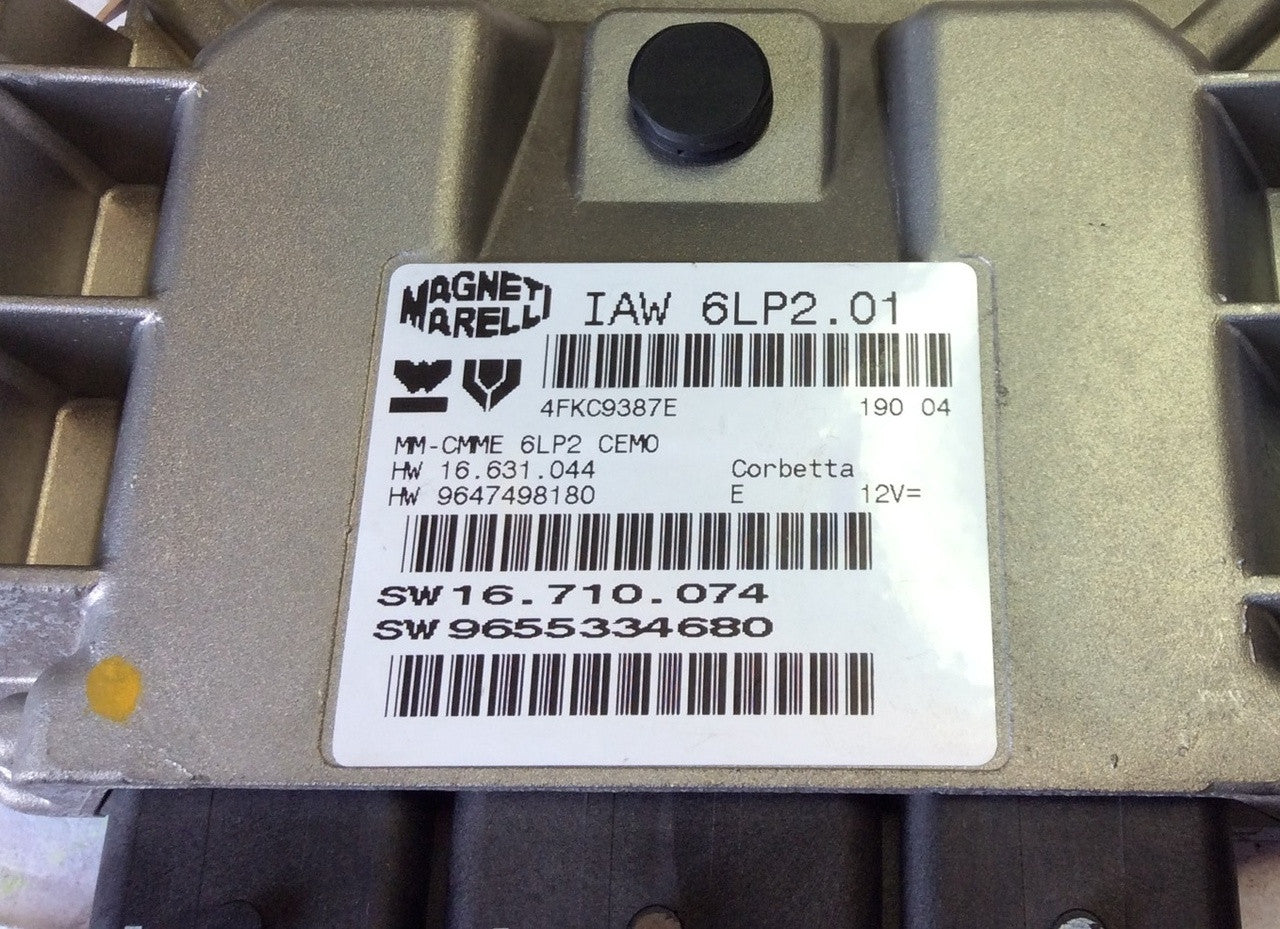 MAGNETI
MARELLI
IAW 6LP2.01
4FKC9387E 190 04
MM-CMME 6LP2 CEMO
HW 16.631.044 Corbetta
HW 9647498180 E 12V=
SW 16.710.074
SW 9655334680